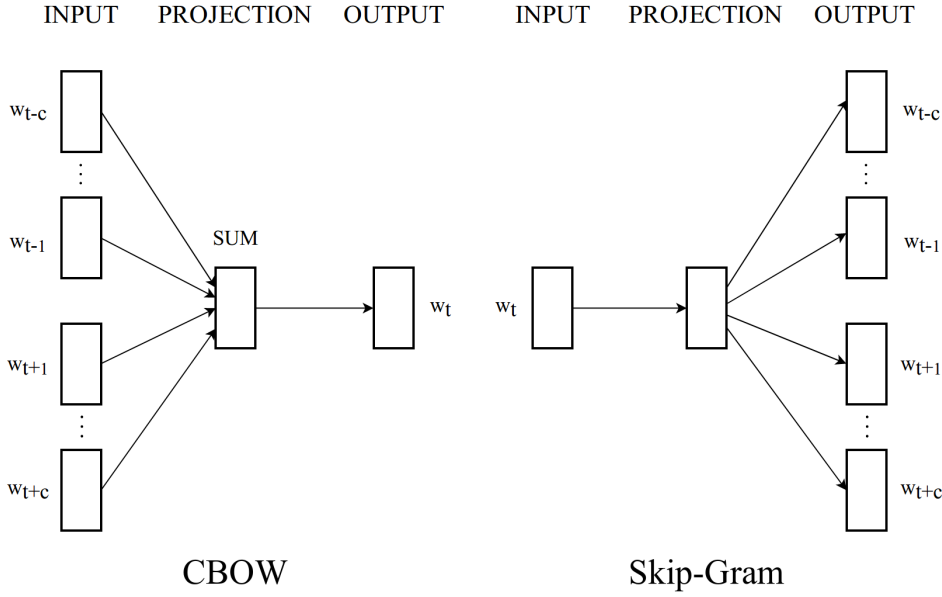 INPUT PROJECTION OUTPUT INPUT PROJECTION OUTPUT
wt-c wt-c
⋮ ⋮
wt-1 wt-1
SUM
wt wt
wt+1 wt+1
⋮ ⋮
wt+c wt+c
CBOW Skip-Gram